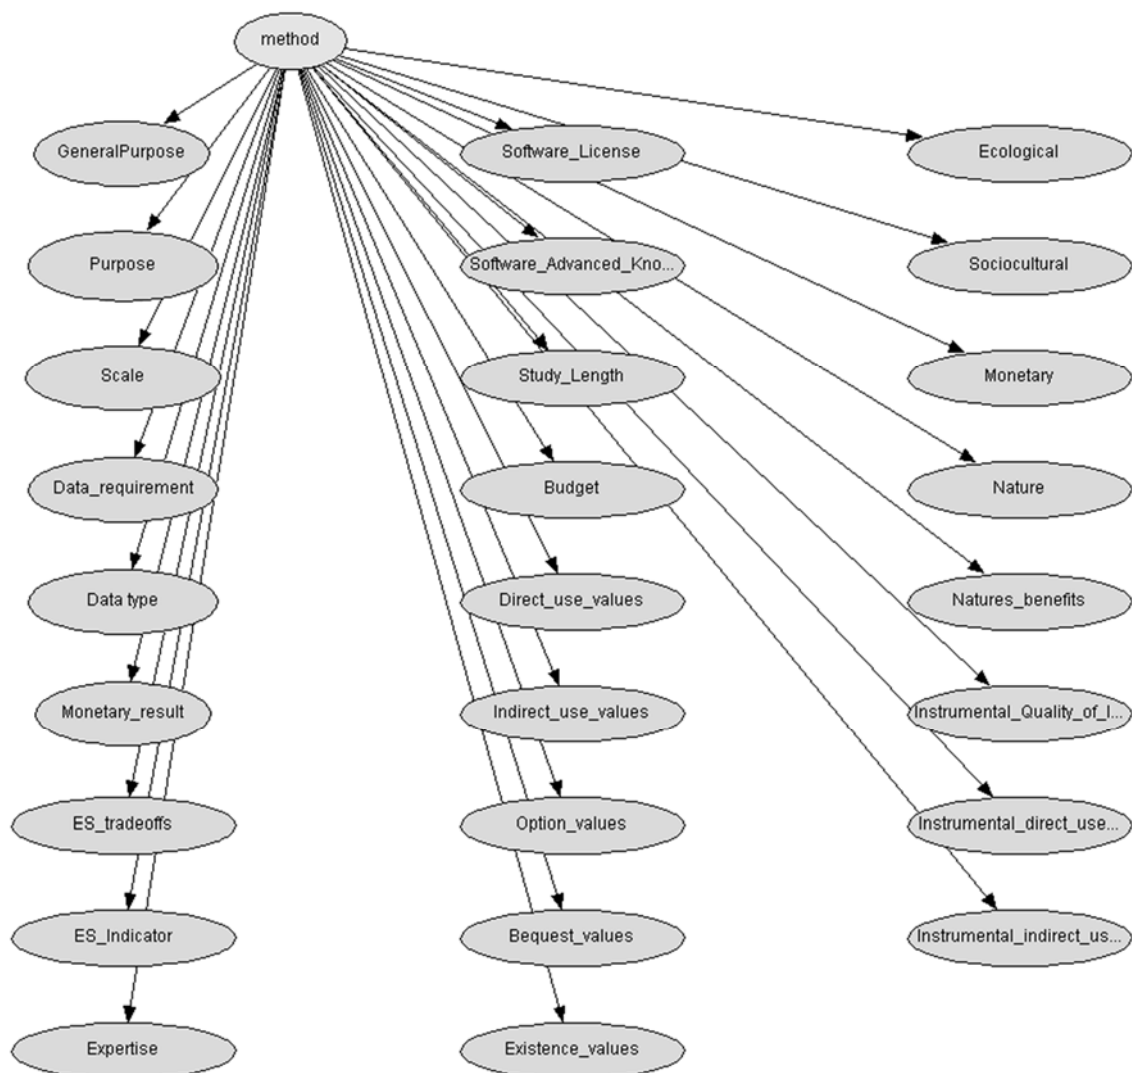 method
GeneralPurpose
Software_License
Ecological
Purpose
Software_Advanced_Kno...
Sociocultural
Scale
Study_Length
Monetary
Data_requirement
Budget
Nature
Data type
Direct_use_values
Natures_benefits
Monetary_result
Indirect_use_values
Instrumental_Quality_of_l...
ES_tradeoffs
Option_values
Instrumental_direct_use...
ES_Indicator
Bequest_values
Instrumental_indirect_us...
Expertise
Existence_values